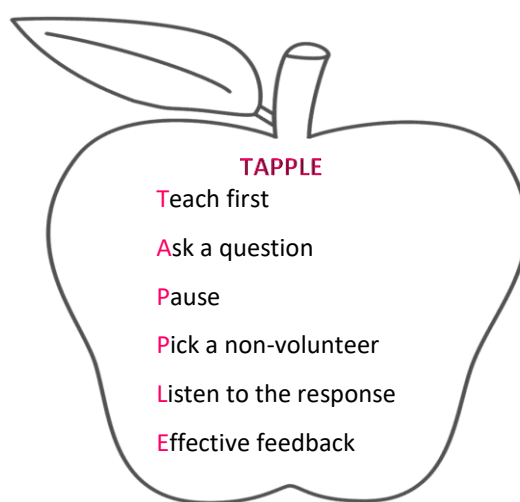 TAPPLE
Teach first
Ask a question
Pause
Pick a non-volunteer
Listen to the response
Effective feedback